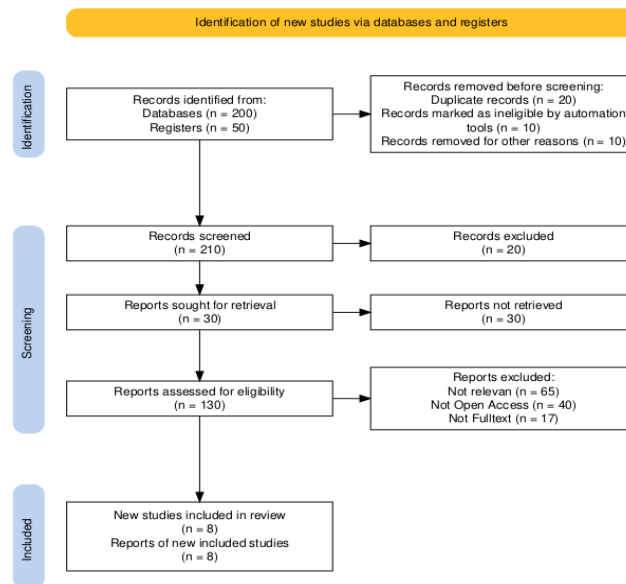 Identification of new studies via databases and registers
Identification
Records identified from:
Databases (n = 200)
Registers (n = 50)
Records removed before screening:
Duplicate records (n = 20)
Records marked as ineligible by automation
tools (n = 10)
Records removed for other reasons (n = 10)
Screening
Records screened
(n = 210)
Records excluded
(n = 20)
Reports sought for retrieval
(n = 30)
Reports not retrieved
(n = 30)
Reports assessed for eligibility
(n = 130)
Reports excluded:
Not relevan (n = 65)
Not Open Access (n = 40)
Not Fulltext (n = 17)
Included
New studies included in review
(n = 8)
Reports of new included studies
(n = 8)